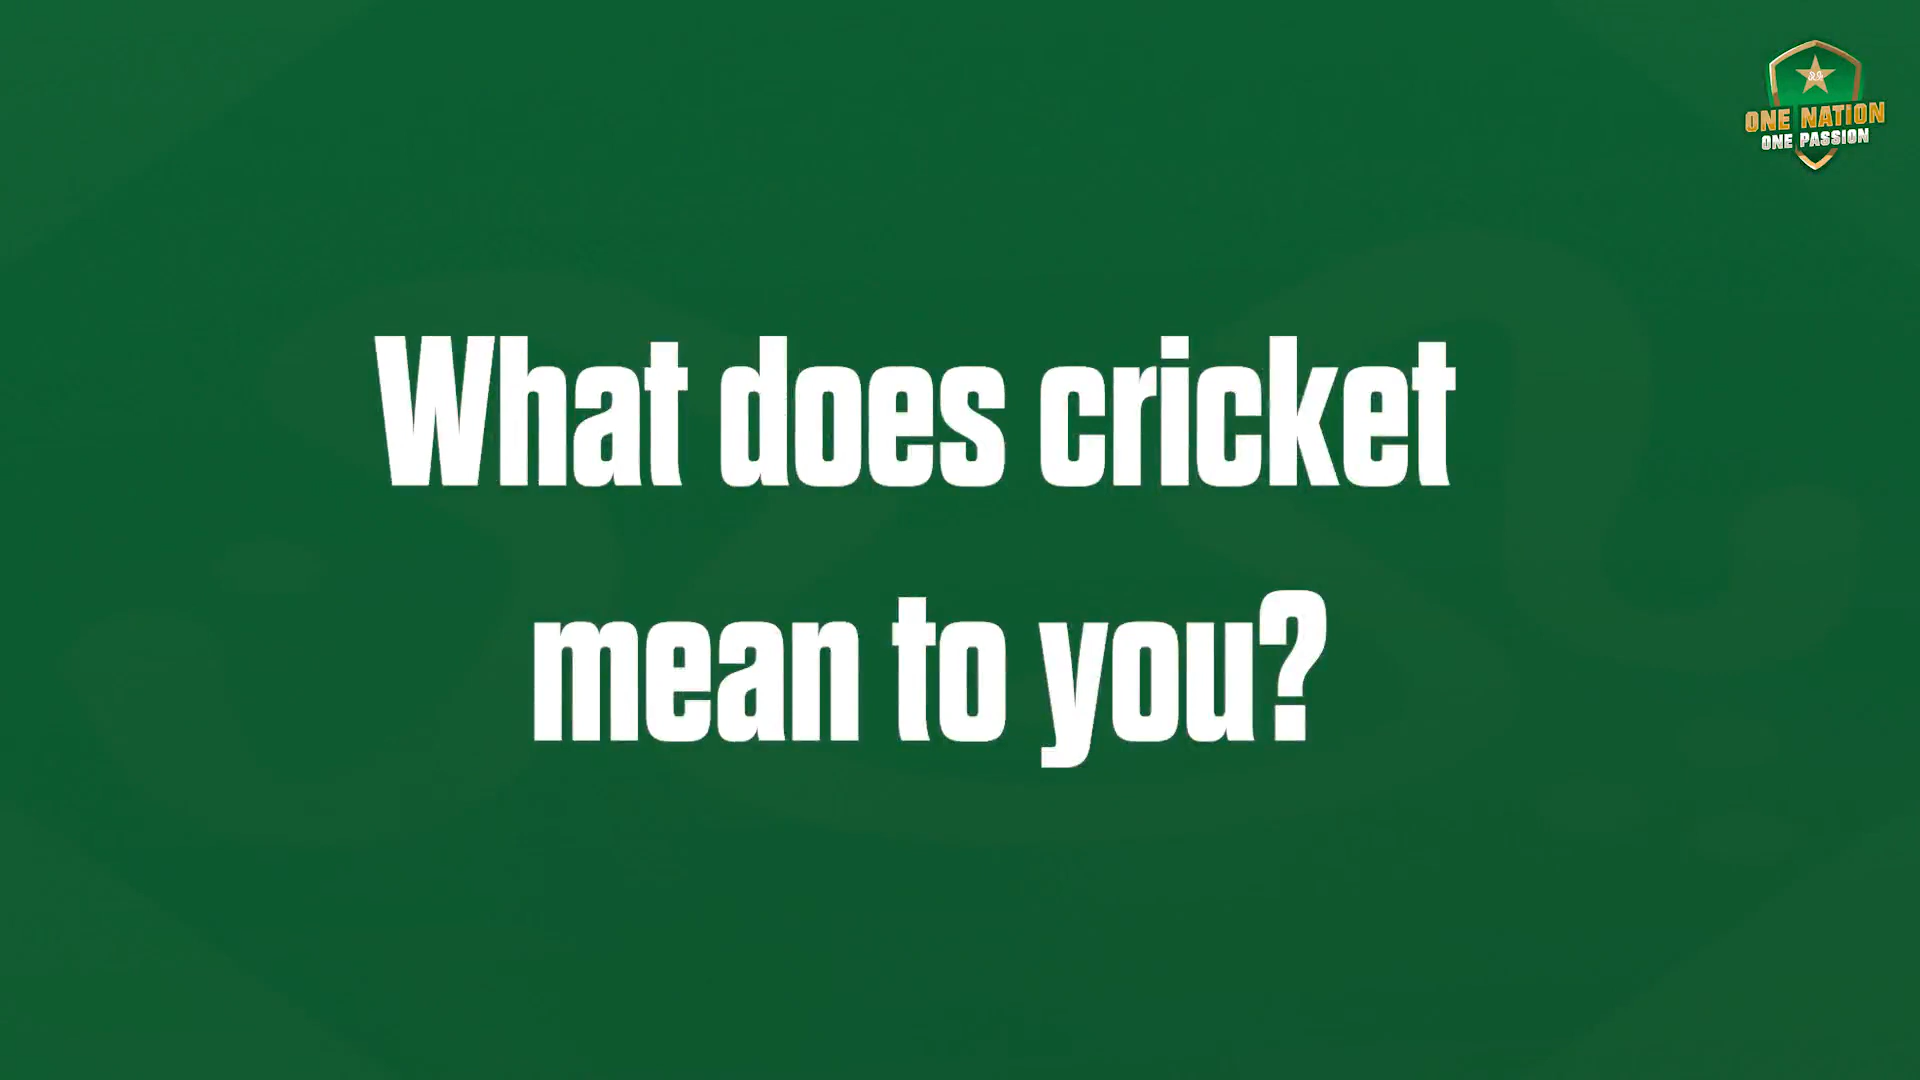 ONE NATION
ONE PASSION
What does cricket
mean to you?